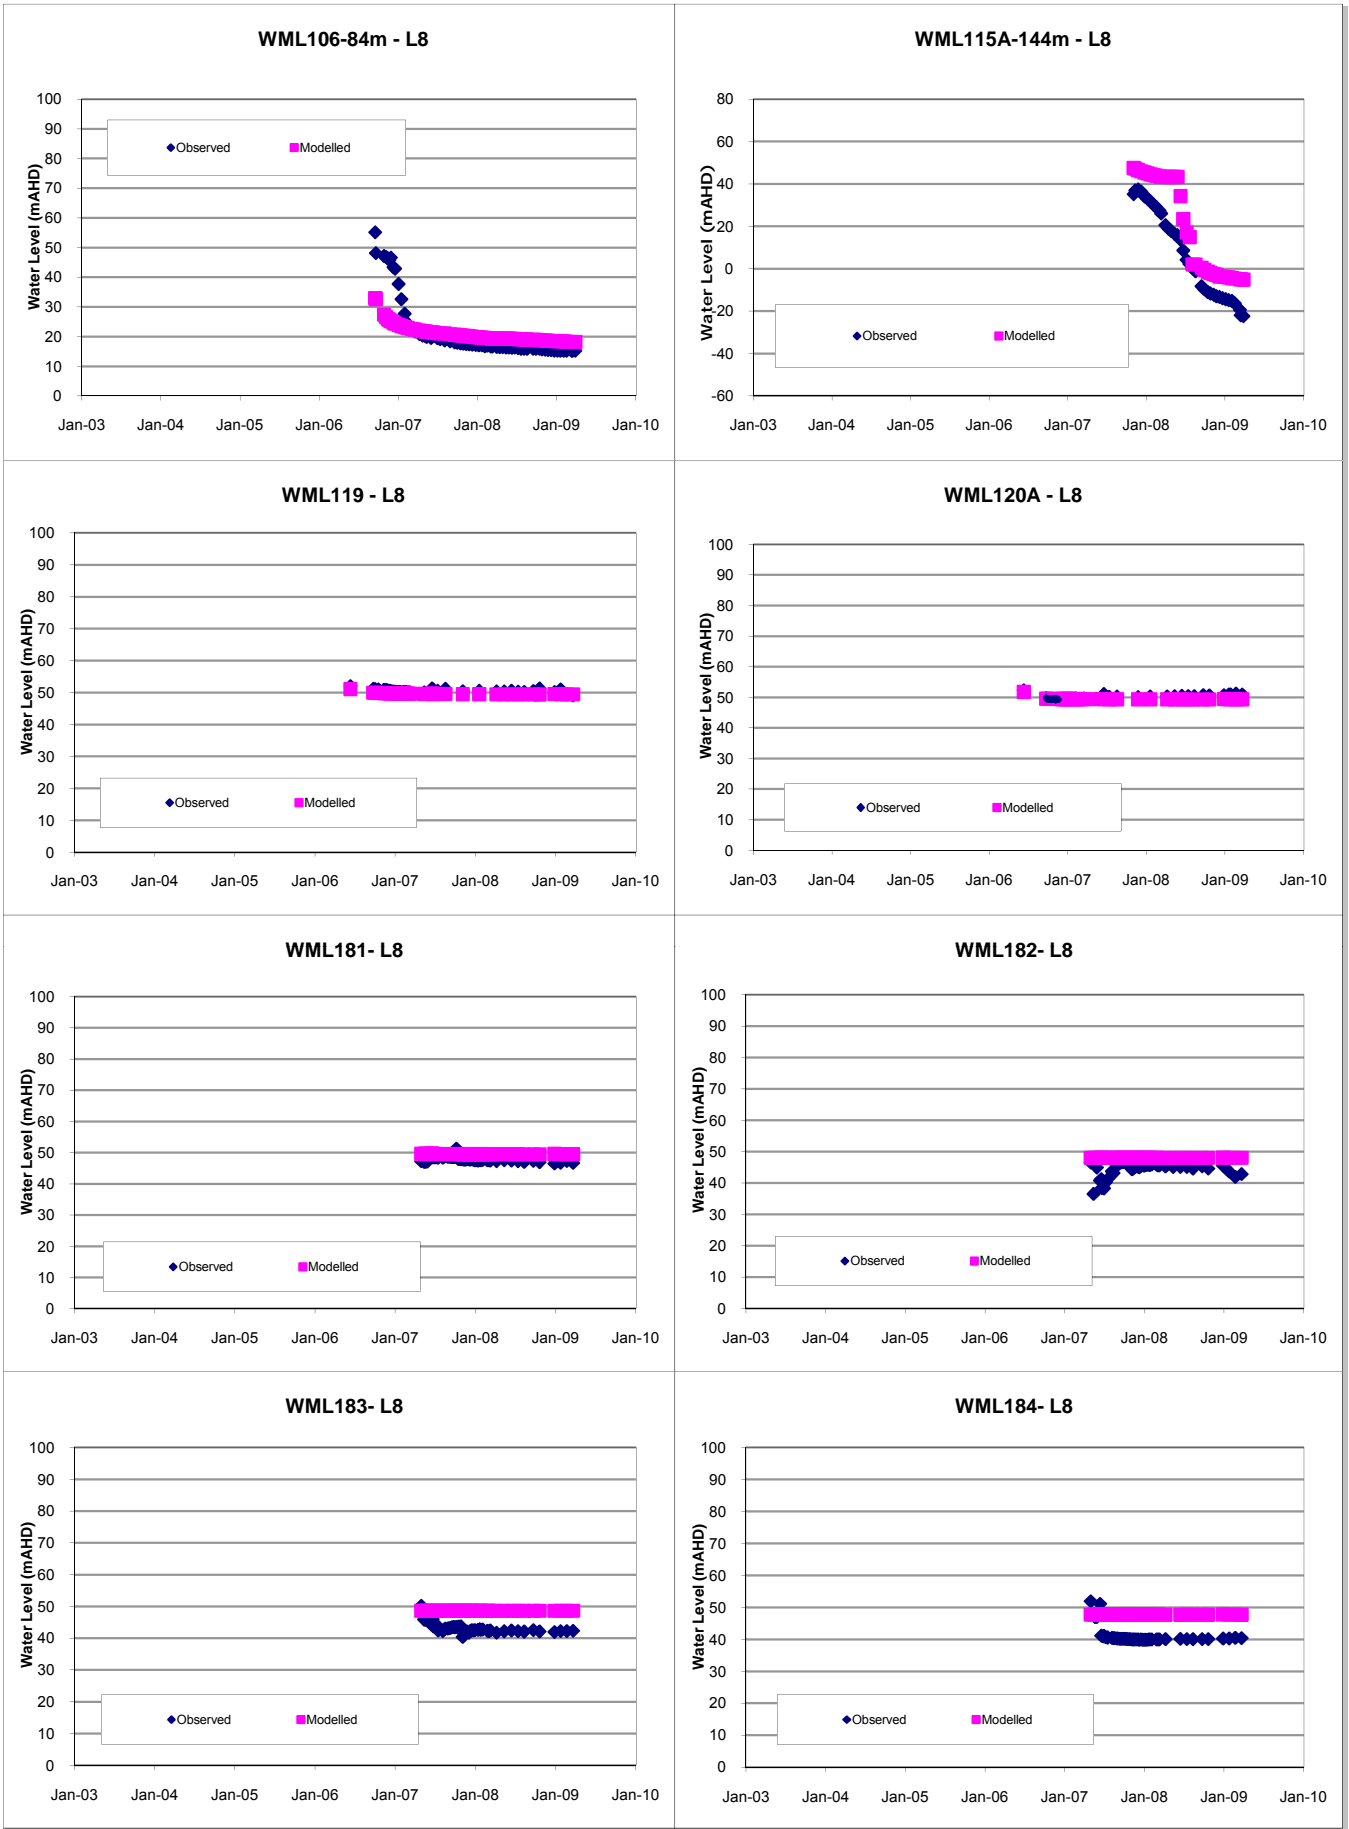 WML106-84m - L8
Water Level (mAHD)
100
90
80
70
60
50
40
30
20
10
0
Observed Modelled
Jan-03 Jan-04 Jan-05 Jan-06 Jan-07 Jan-08 Jan-09 Jan-10
WML115A-144m - L8
Water Level (mAHD)
80
60
40
20
0
-20
-40
-60
Observed Modelled
Jan-03 Jan-04 Jan-05 Jan-06 Jan-07 Jan-08 Jan-09 Jan-10
WML119 - L8
Water Level (mAHD)
100
90
80
70
60
50
40
30
20
10
0
Observed Modelled
Jan-03 Jan-04 Jan-05 Jan-06 Jan-07 Jan-08 Jan-09 Jan-10
WML120A - L8
Water Level (mAHD)
100
90
80
70
60
50
40
30
20
10
0
Observed Modelled
Jan-03 Jan-04 Jan-05 Jan-06 Jan-07 Jan-08 Jan-09 Jan-10
WML181- L8
Water Level (mAHD)
100
90
80
70
60
50
40
30
20
10
0
Observed Modelled
Jan-03 Jan-04 Jan-05 Jan-06 Jan-07 Jan-08 Jan-09 Jan-10
WML182- L8
Water Level (mAHD)
100
90
80
70
60
50
40
30
20
10
0
Observed Modelled
Jan-03 Jan-04 Jan-05 Jan-06 Jan-07 Jan-08 Jan-09 Jan-10
WML183- L8
Water Level (mAHD)
100
90
80
70
60
50
40
30
20
10
0
Observed Modelled
Jan-03 Jan-04 Jan-05 Jan-06 Jan-07 Jan-08 Jan-09 Jan-10
WML184- L8
Water Level (mAHD)
100
90
80
70
60
50
40
30
20
10
0
Observed Modelled
Jan-03 Jan-04 Jan-05 Jan-06 Jan-07 Jan-08 Jan-09 Jan-10